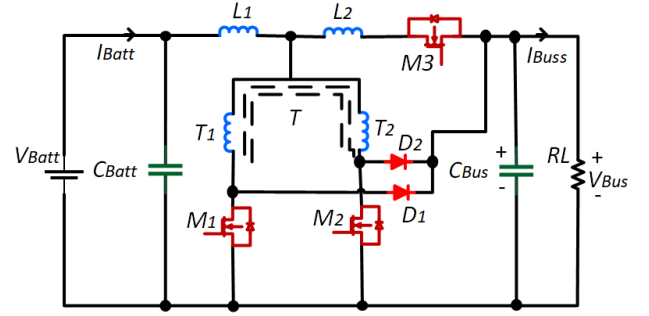 L1 L2
IBatt M3 IBuss
T1 T T2
D2
VBatt CBatt CBus + RL +
- VBus
-
M1 M2 D1